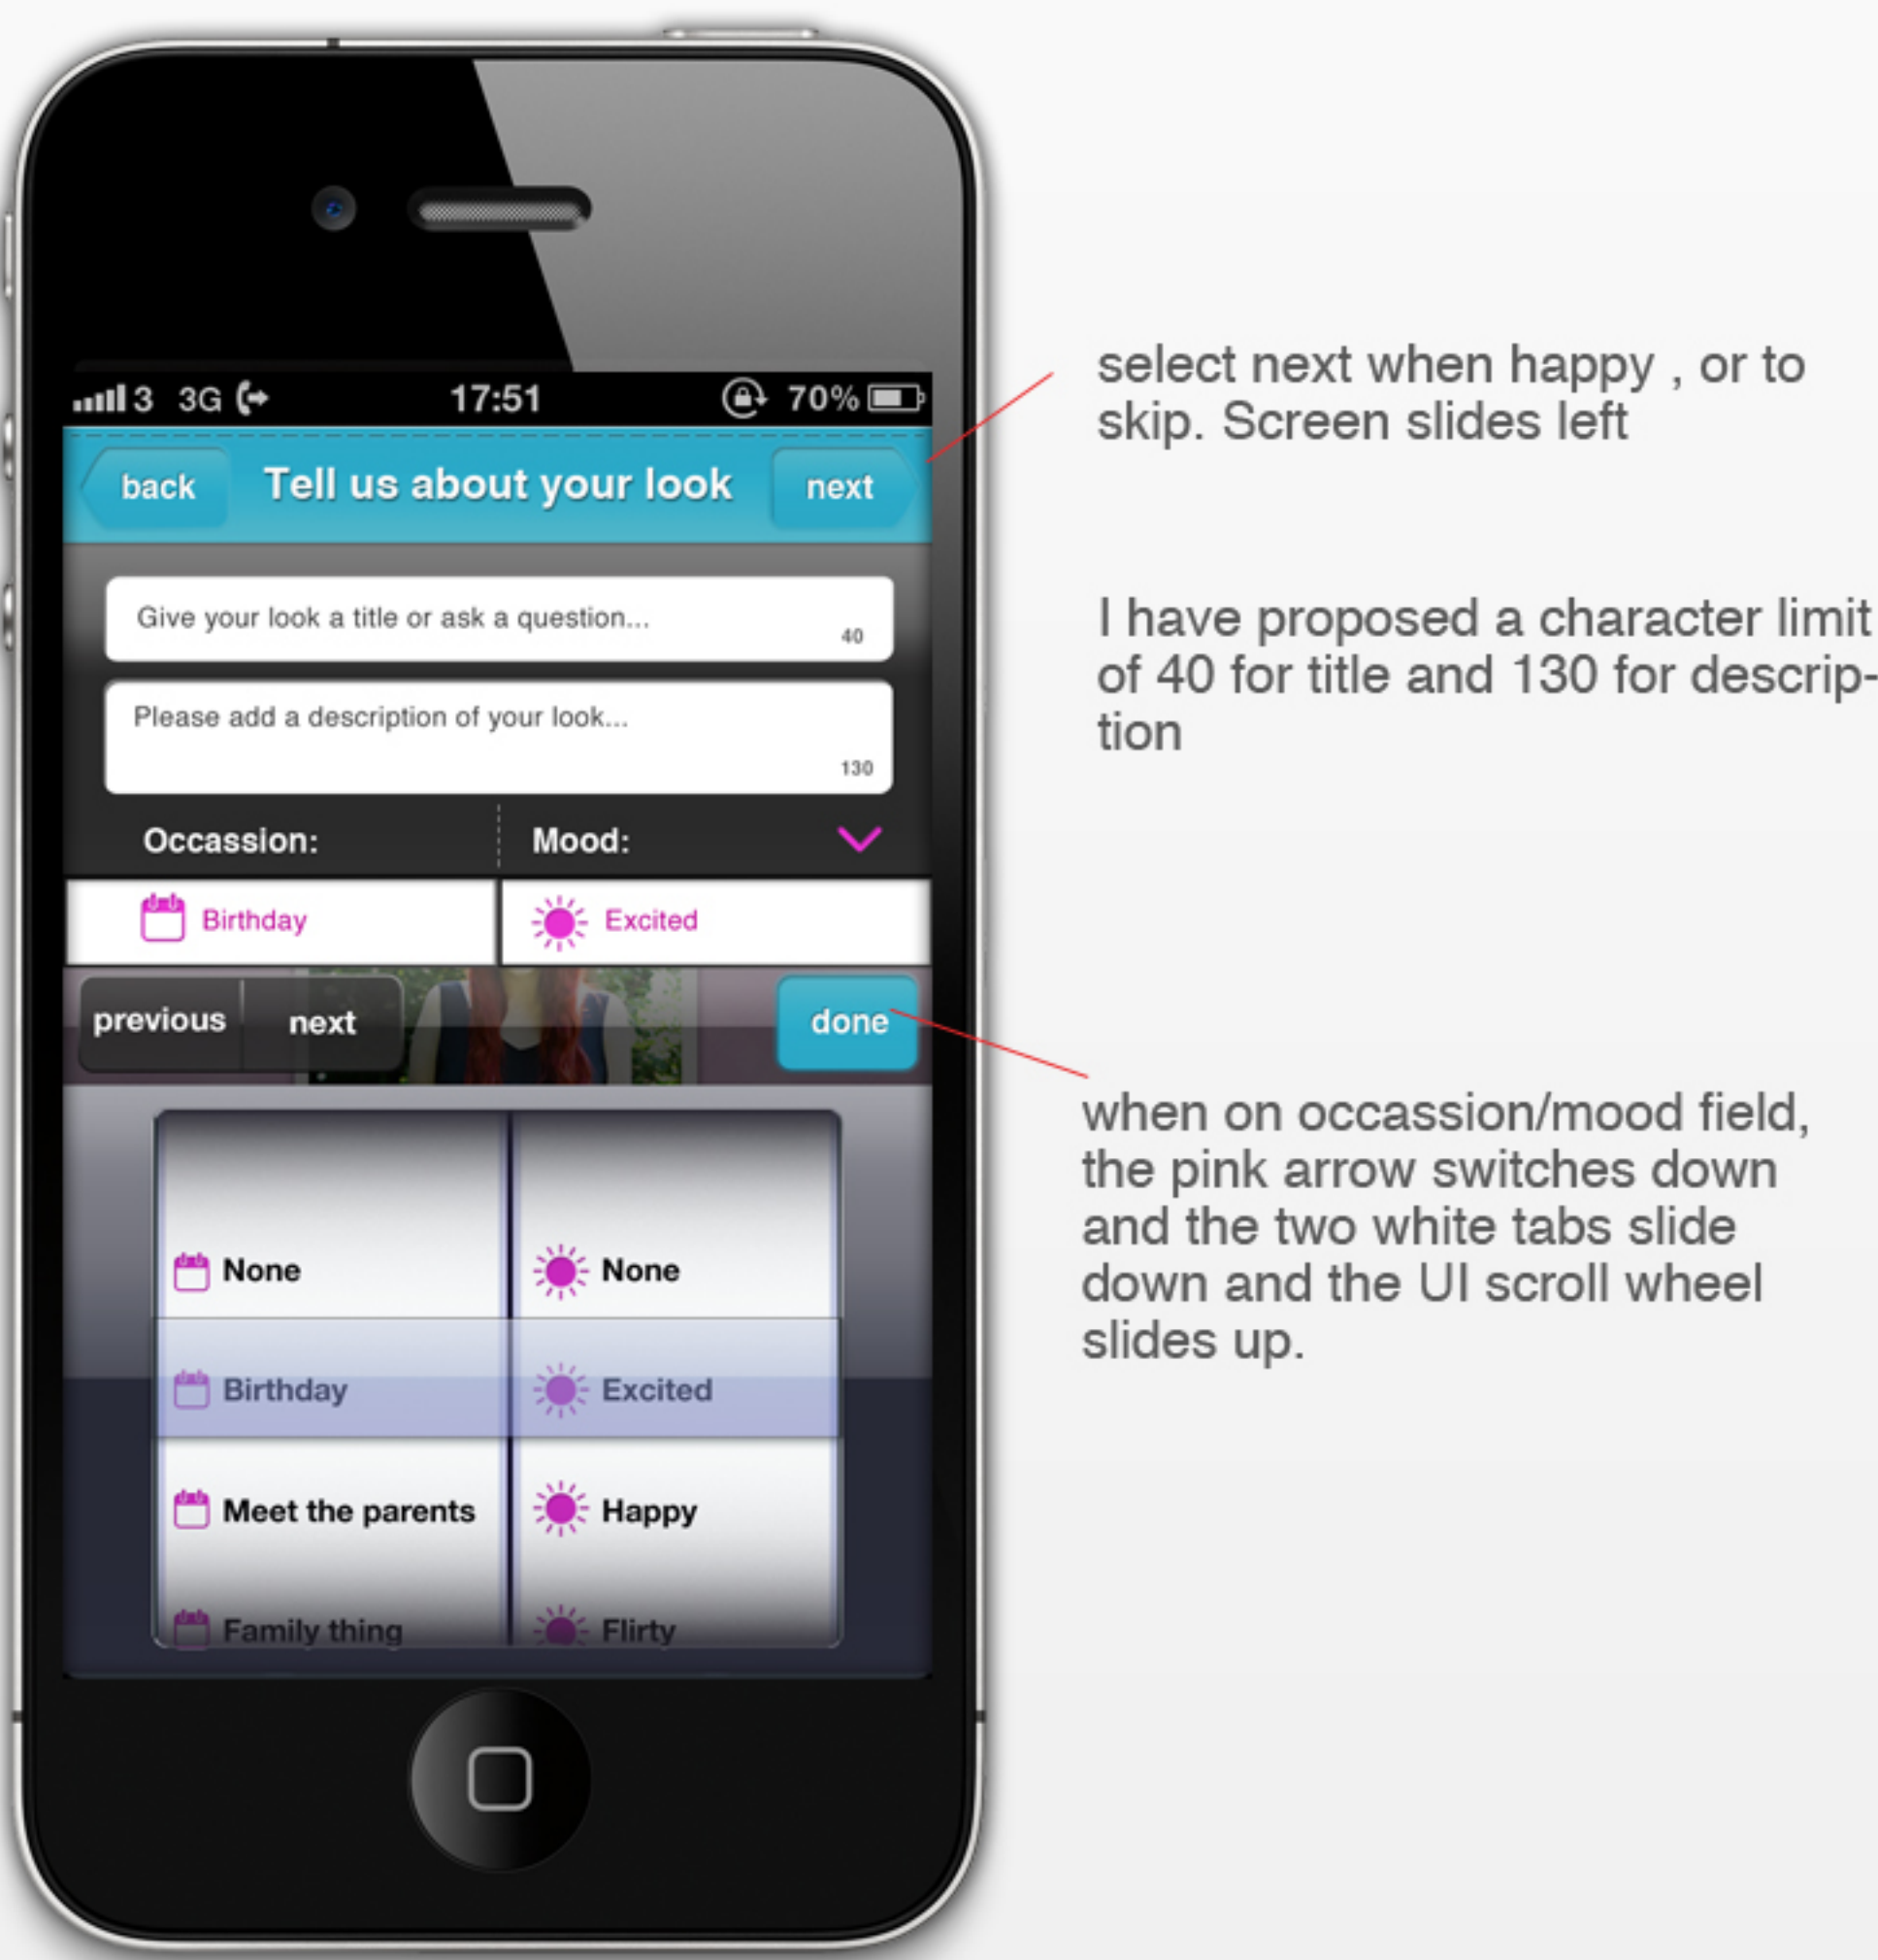 3 3G 17:51 70%
back Tell us about your look next
Give your look a title or ask a question...
40
Please add a description of your look...
130
Occassion: Mood:
Birthday Excited
previous next done
None None
Birthday Excited
Meet the parents Happy
Family thing Flirty
select next when happy , or to
skip. Screen slides left
I have proposed a character limit
of 40 for title and 130 for descrip-
tion
when on occassion/mood field,
the pink arrow switches down
and the two white tabs slide
down and the UI scroll wheel
slides up.